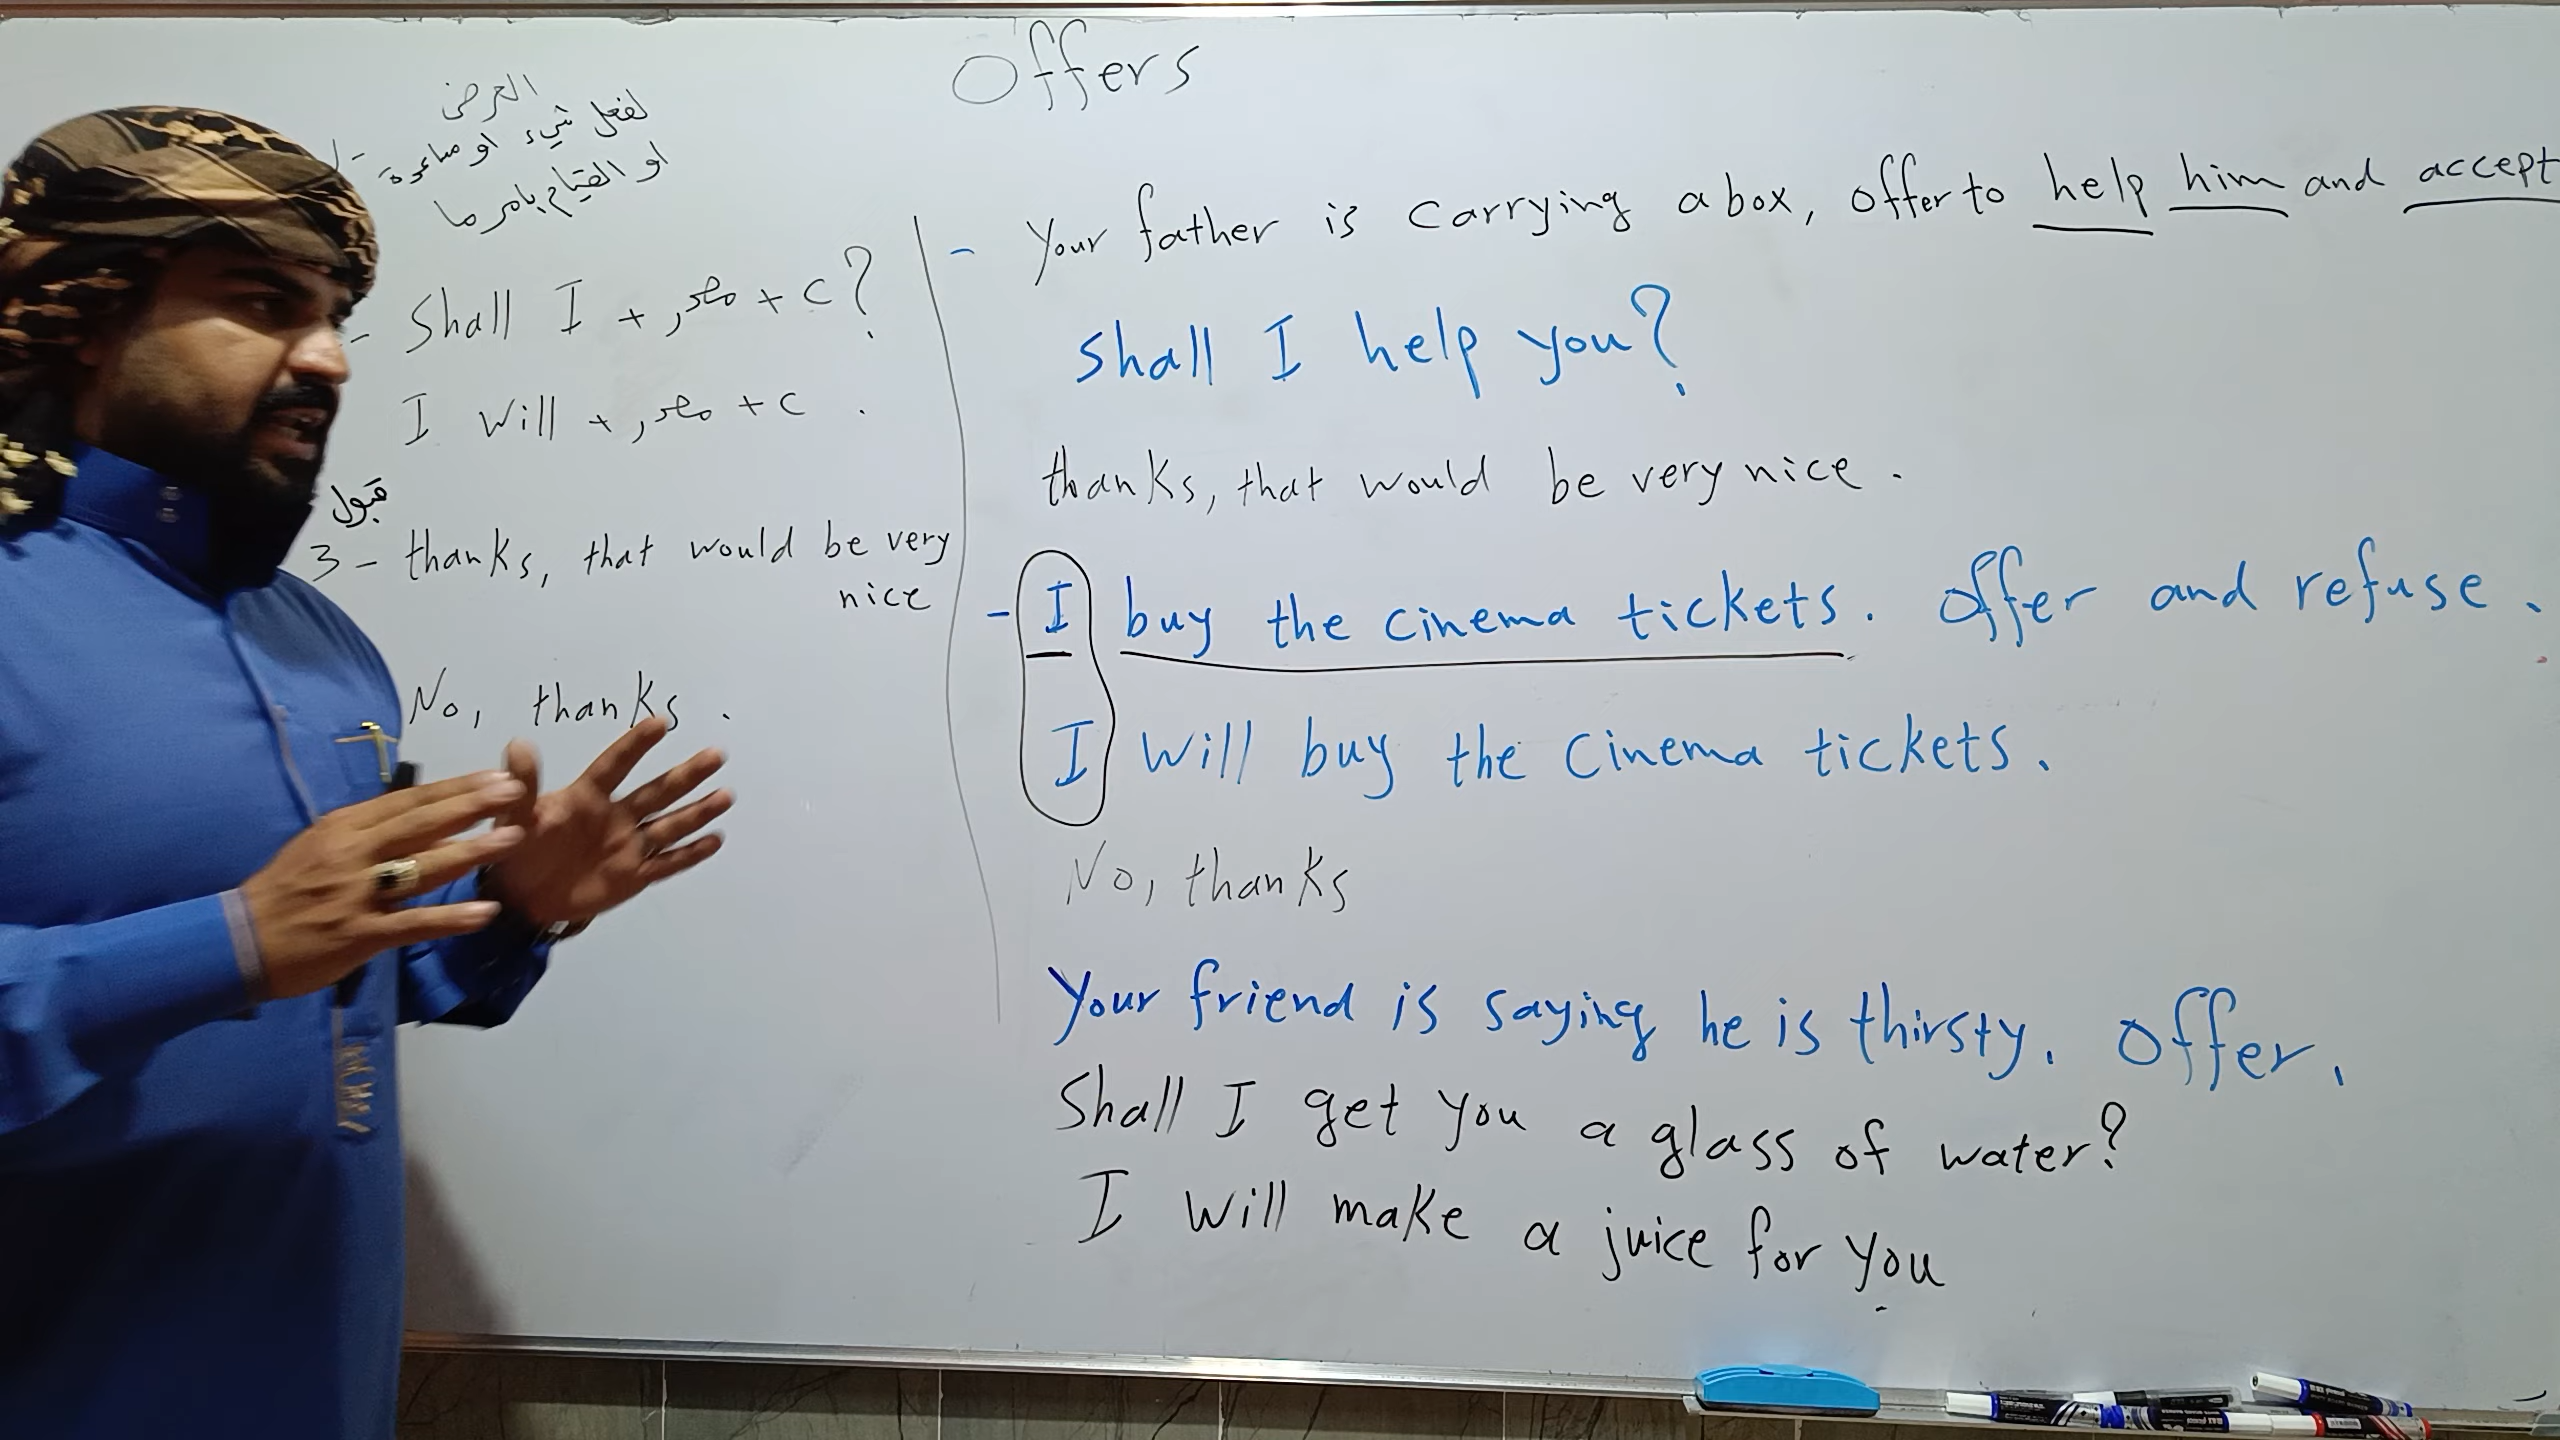 Offers
العرض
لفعل شيء او مساعدة
او القيام بامر ما
- Shall I + مصدر + c?
I will + مصدر + c .
قبول
3 - thanks, that would be very
nice
No, thanks .
- Your father is carrying a box, offer to help him and accept
shall I help you?
thanks, that would be very nice .
- I buy the cinema tickets. offer and refuse .
I will buy the cinema tickets .
No, thanks
Your friend is saying he is thirsty. offer.
Shall I get you a glass of water?
I will make a juice for you